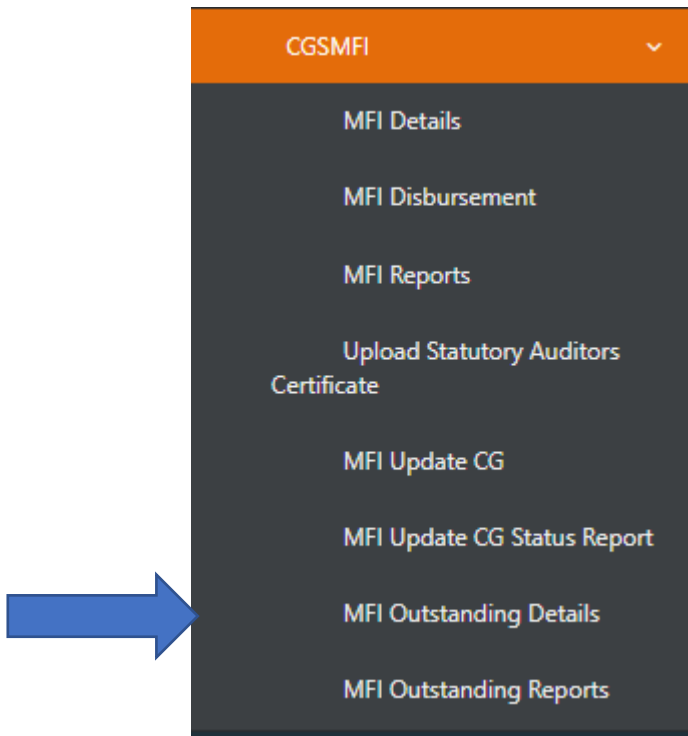 CGSMFI
MFI Details
MFI Disbursement
MFI Reports
Upload Statutory Auditors
Certificate
MFI Update CG
MFI Update CG Status Report
MFI Outstanding Details
MFI Outstanding Reports